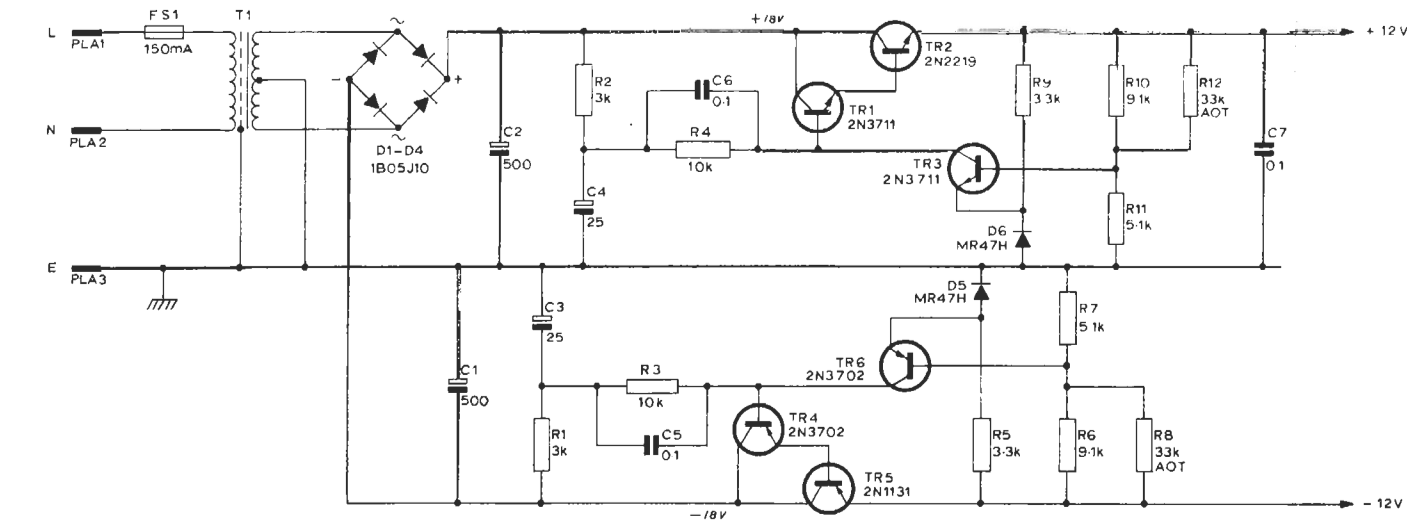 L
PLA1
FS1
150mA
T1
N
PLA2
E
PLA3
~
-
+
~
D1-D4
1B05J10
+18V
C2
500
R2
3k
C4
25
C6
0·1
R4
10k
TR1
2N3711
TR2
2N2219
TR3
2N3711
R9
3·3k
D6
MR47H
R10
9·1k
R11
5·1k
R12
33k
AOT
C7
0·1
+ 12V
C1
500
C3
25
R1
3k
R3
10k
C5
0·1
TR4
2N3702
TR5
2N1131
-18V
TR6
2N3702
D5
MR47H
R5
3·3k
R7
5·1k
R6
9·1k
R8
33k
AOT
- 12V